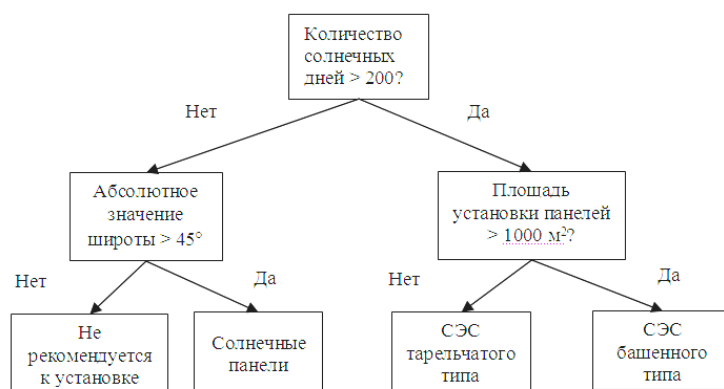 Количество
солнечных
дней > 200?
Нет
Да
Абсолютное
значение
широты > 45°
Площадь
установки панелей
> 1000 м²?
Нет
Да
Нет
Да
Не
рекомендуется
к установке
Солнечные
панели
СЭС
тарельчатого
типа
СЭС
башенного
типа